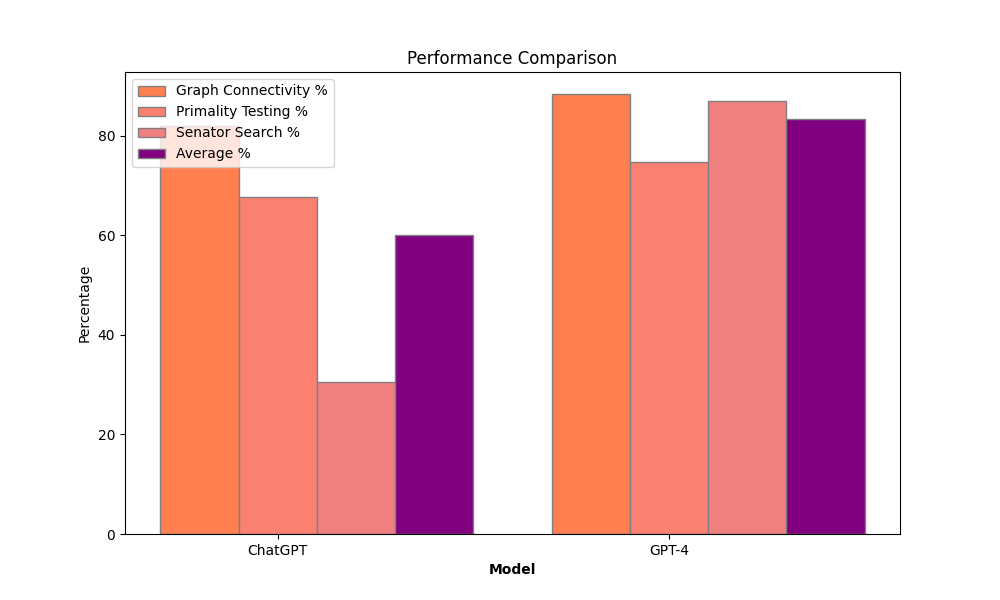 Performance Comparison
Graph Connectivity %
Primality Testing %
Senator Search %
Average %
Percentage
80
60
40
20
0
ChatGPT
GPT-4
Model